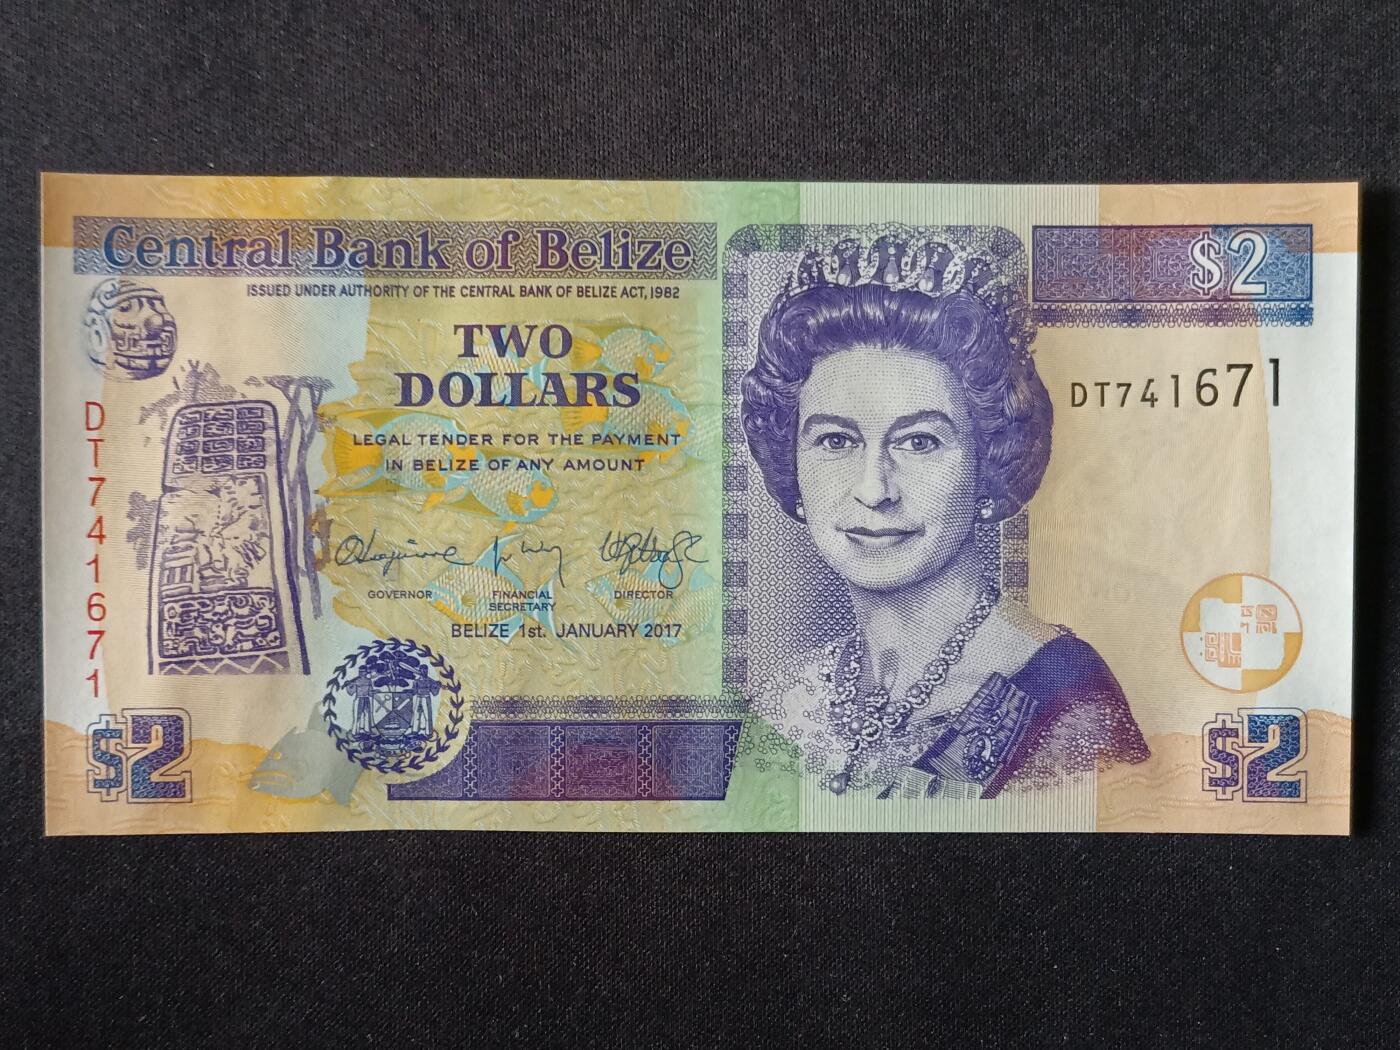 Central Bank of Belize
ISSUED UNDER AUTHORITY OF THE CENTRAL BANK OF BELIZE ACT, 1982
$2
TWO
DOLLARS
DT741671
LEGAL TENDER FOR THE PAYMENT
IN BELIZE OF ANY AMOUNT
DT741671
GOVERNOR
FINANCIAL
SECRETARY
DIRECTOR
BELIZE 1st. JANUARY 2017
$2
$2